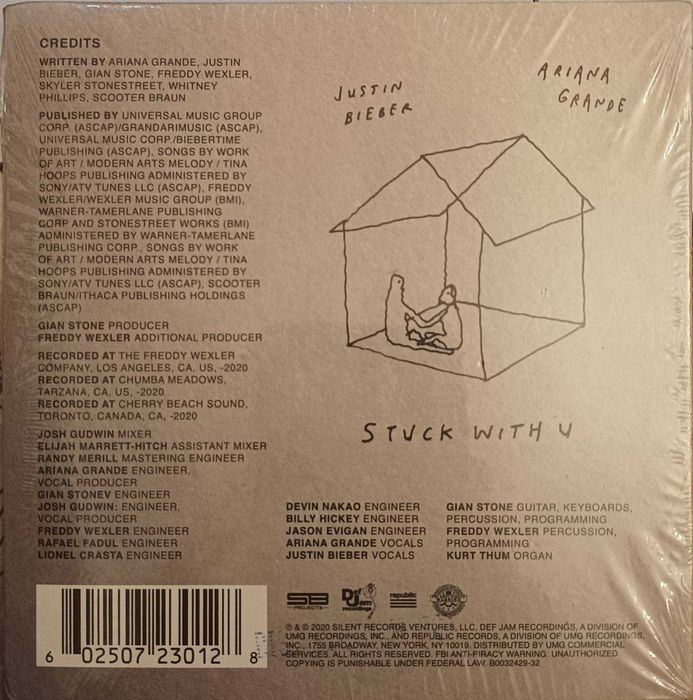 CREDITS
WRITTEN BY ARIANA GRANDE, JUSTIN
BIEBER, GIAN STONE, FREDDY WEXLER,
SKYLER STONESTREET, WHITNEY
PHILLIPS, SCOOTER BRAUN
PUBLISHED BY UNIVERSAL MUSIC GROUP
CORP. (ASCAP)/GRANDARIMUSIC (ASCAP),
UNIVERSAL MUSIC CORP./BIEBERTIME
PUBLISHING (ASCAP), SONGS BY WORK
OF ART / MODERN ARTS MELODY / TINA
HOOPS PUBLISHING ADMINISTERED BY
SONY/ATV TUNES LLC (ASCAP), FREDDY
WEXLER/WEXLER MUSIC GROUP (BMI),
WARNER-TAMERLANE PUBLISHING
CORP AND STONESTREET WORKS (BMI)
ADMINISTERED BY WARNER-TAMERLANE
PUBLISHING CORP., SONGS BY WORK
OF ART / MODERN ARTS MELODY / TINA
HOOPS PUBLISHING ADMINISTERED BY
SONY/ATV TUNES LLC (ASCAP), SCOOTER
BRAUN/ITHACA PUBLISHING HOLDINGS
(ASCAP)
GIAN STONE PRODUCER
FREDDY WEXLER ADDITIONAL PRODUCER
RECORDED AT THE FREDDY WEXLER
COMPANY, LOS ANGELES, CA, US, -2020
RECORDED AT CHUMBA MEADOWS,
TARZANA, CA, US, -2020
RECORDED AT CHERRY BEACH SOUND,
TORONTO, CANADA, CA, -2020
JOSH GUDWIN MIXER
ELIJAH MARRETT-HITCH ASSISTANT MIXER
RANDY MERILL MASTERING ENGINEER
ARIANA GRANDE ENGINEER,
VOCAL PRODUCER
GIAN STONEV ENGINEER
JOSH GUDWIN: ENGINEER,
VOCAL PRODUCER
FREDDY WEXLER ENGINEER
RAFAEL FADUL ENGINEER
LIONEL CRASTA ENGINEER
JUSTIN
BIEBER
ARIANA
GRANDE
STUCK WITH U
DEVIN NAKAO ENGINEER
BILLY HICKEY ENGINEER
JASON EVIGAN ENGINEER
ARIANA GRANDE VOCALS
JUSTIN BIEBER VOCALS
GIAN STONE GUITAR, KEYBOARDS,
PERCUSSION, PROGRAMMING
FREDDY WEXLER PERCUSSION,
PROGRAMMING
KURT THUM ORGAN
6 02507 23012 8
SB
PROJECTS
Def Jam
recordings
republic
℗ & © 2020 SILENT RECORDS VENTURES, LLC, DEF JAM RECORDINGS, A DIVISION OF
UMG RECORDINGS, INC., AND REPUBLIC RECORDS, A DIVISION OF UMG RECORDINGS,
INC., 1755 BROADWAY, NEW YORK, NY 10019. DISTRIBUTED BY UMG COMMERCIAL
SERVICES. ALL RIGHTS RESERVED. FBI ANTI-PIRACY WARNING: UNAUTHORIZED
COPYING IS PUNISHABLE UNDER FEDERAL LAW. B0032429-32